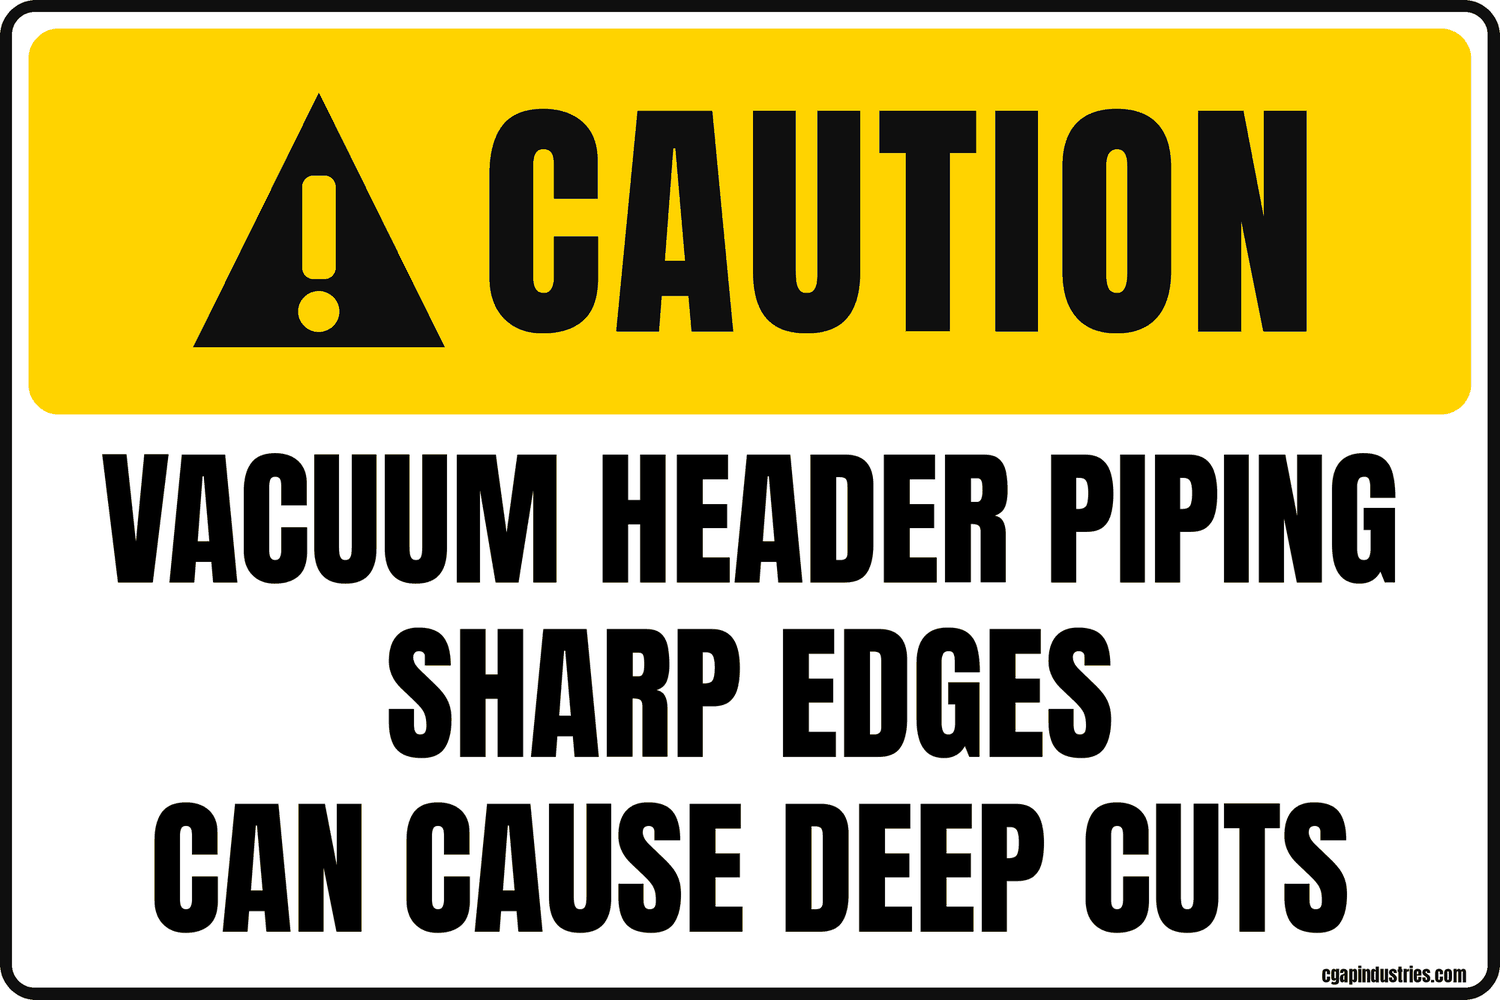 CAUTION
VACUUM HEADER PIPING
SHARP EDGES
CAN CAUSE DEEP CUTS
cgapindustries.com